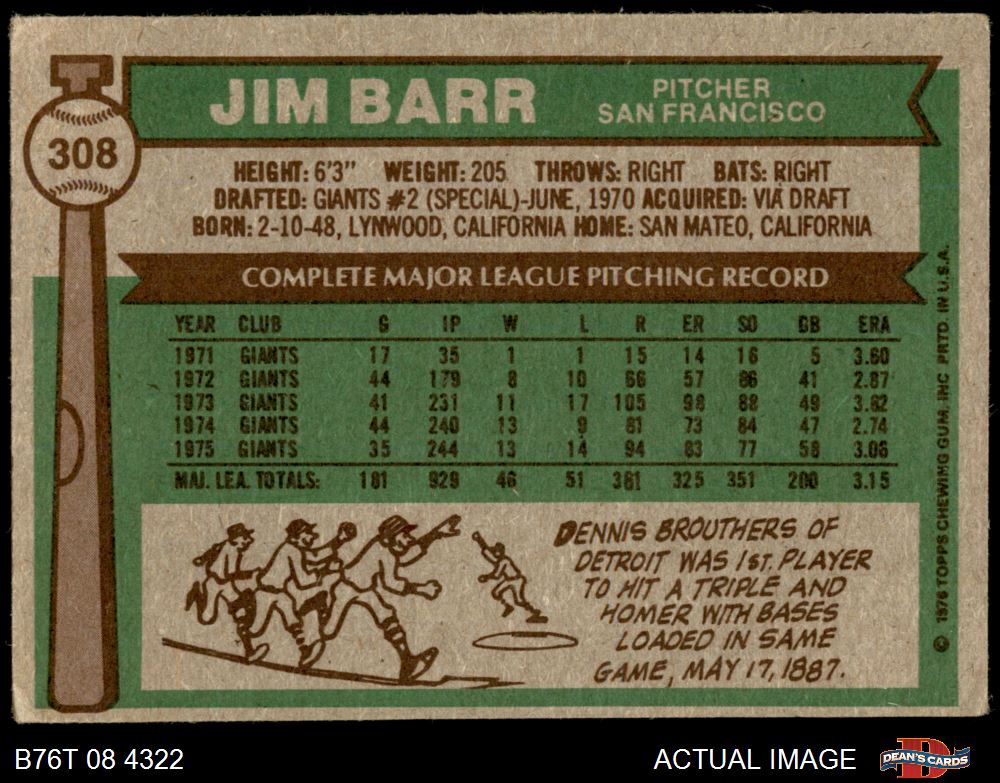 308
JIM BARR
PITCHER
SAN FRANCISCO
HEIGHT: 6'3" WEIGHT: 205 THROWS: RIGHT BATS: RIGHT
DRAFTED: GIANTS #2 (SPECIAL)-JUNE, 1970 ACQUIRED: VIA DRAFT
BORN: 2-10-48, LYNWOOD, CALIFORNIA HOME: SAN MATEO, CALIFORNIA
COMPLETE MAJOR LEAGUE PITCHING RECORD
YEAR CLUB G IP W L R ER SO BB ERA
1971 GIANTS 17 35 1 1 15 14 16 5 3.60
1972 GIANTS 44 179 8 10 66 57 86 41 2.87
1973 GIANTS 41 231 11 17 105 98 88 49 3.82
1974 GIANTS 44 240 13 9 81 73 84 47 2.74
1975 GIANTS 35 244 13 14 94 83 77 58 3.06
MAJ. LEA. TOTALS: 181 929 46 51 361 325 351 200 3.15
DENNIS BROUTHERS OF
DETROIT WAS 1ST. PLAYER
TO HIT A TRIPLE AND
HOMER WITH BASES
LOADED IN SAME
GAME, MAY 17, 1887.
© 1976 TOPPS CHEWING GUM, INC PRTD. IN U.S.A.
B76T 08 4322
ACTUAL IMAGE
DEAN'S CARDS